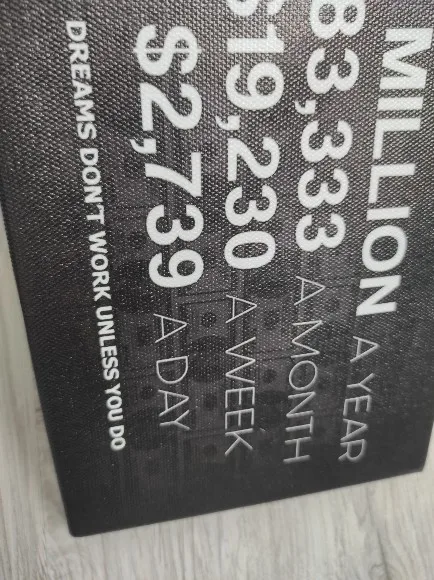 MILLION A YEAR
83,333 A MONTH
$19,230 A WEEK
$2,739 A DAY
DREAMS DON'T WORK UNLESS YOU DO